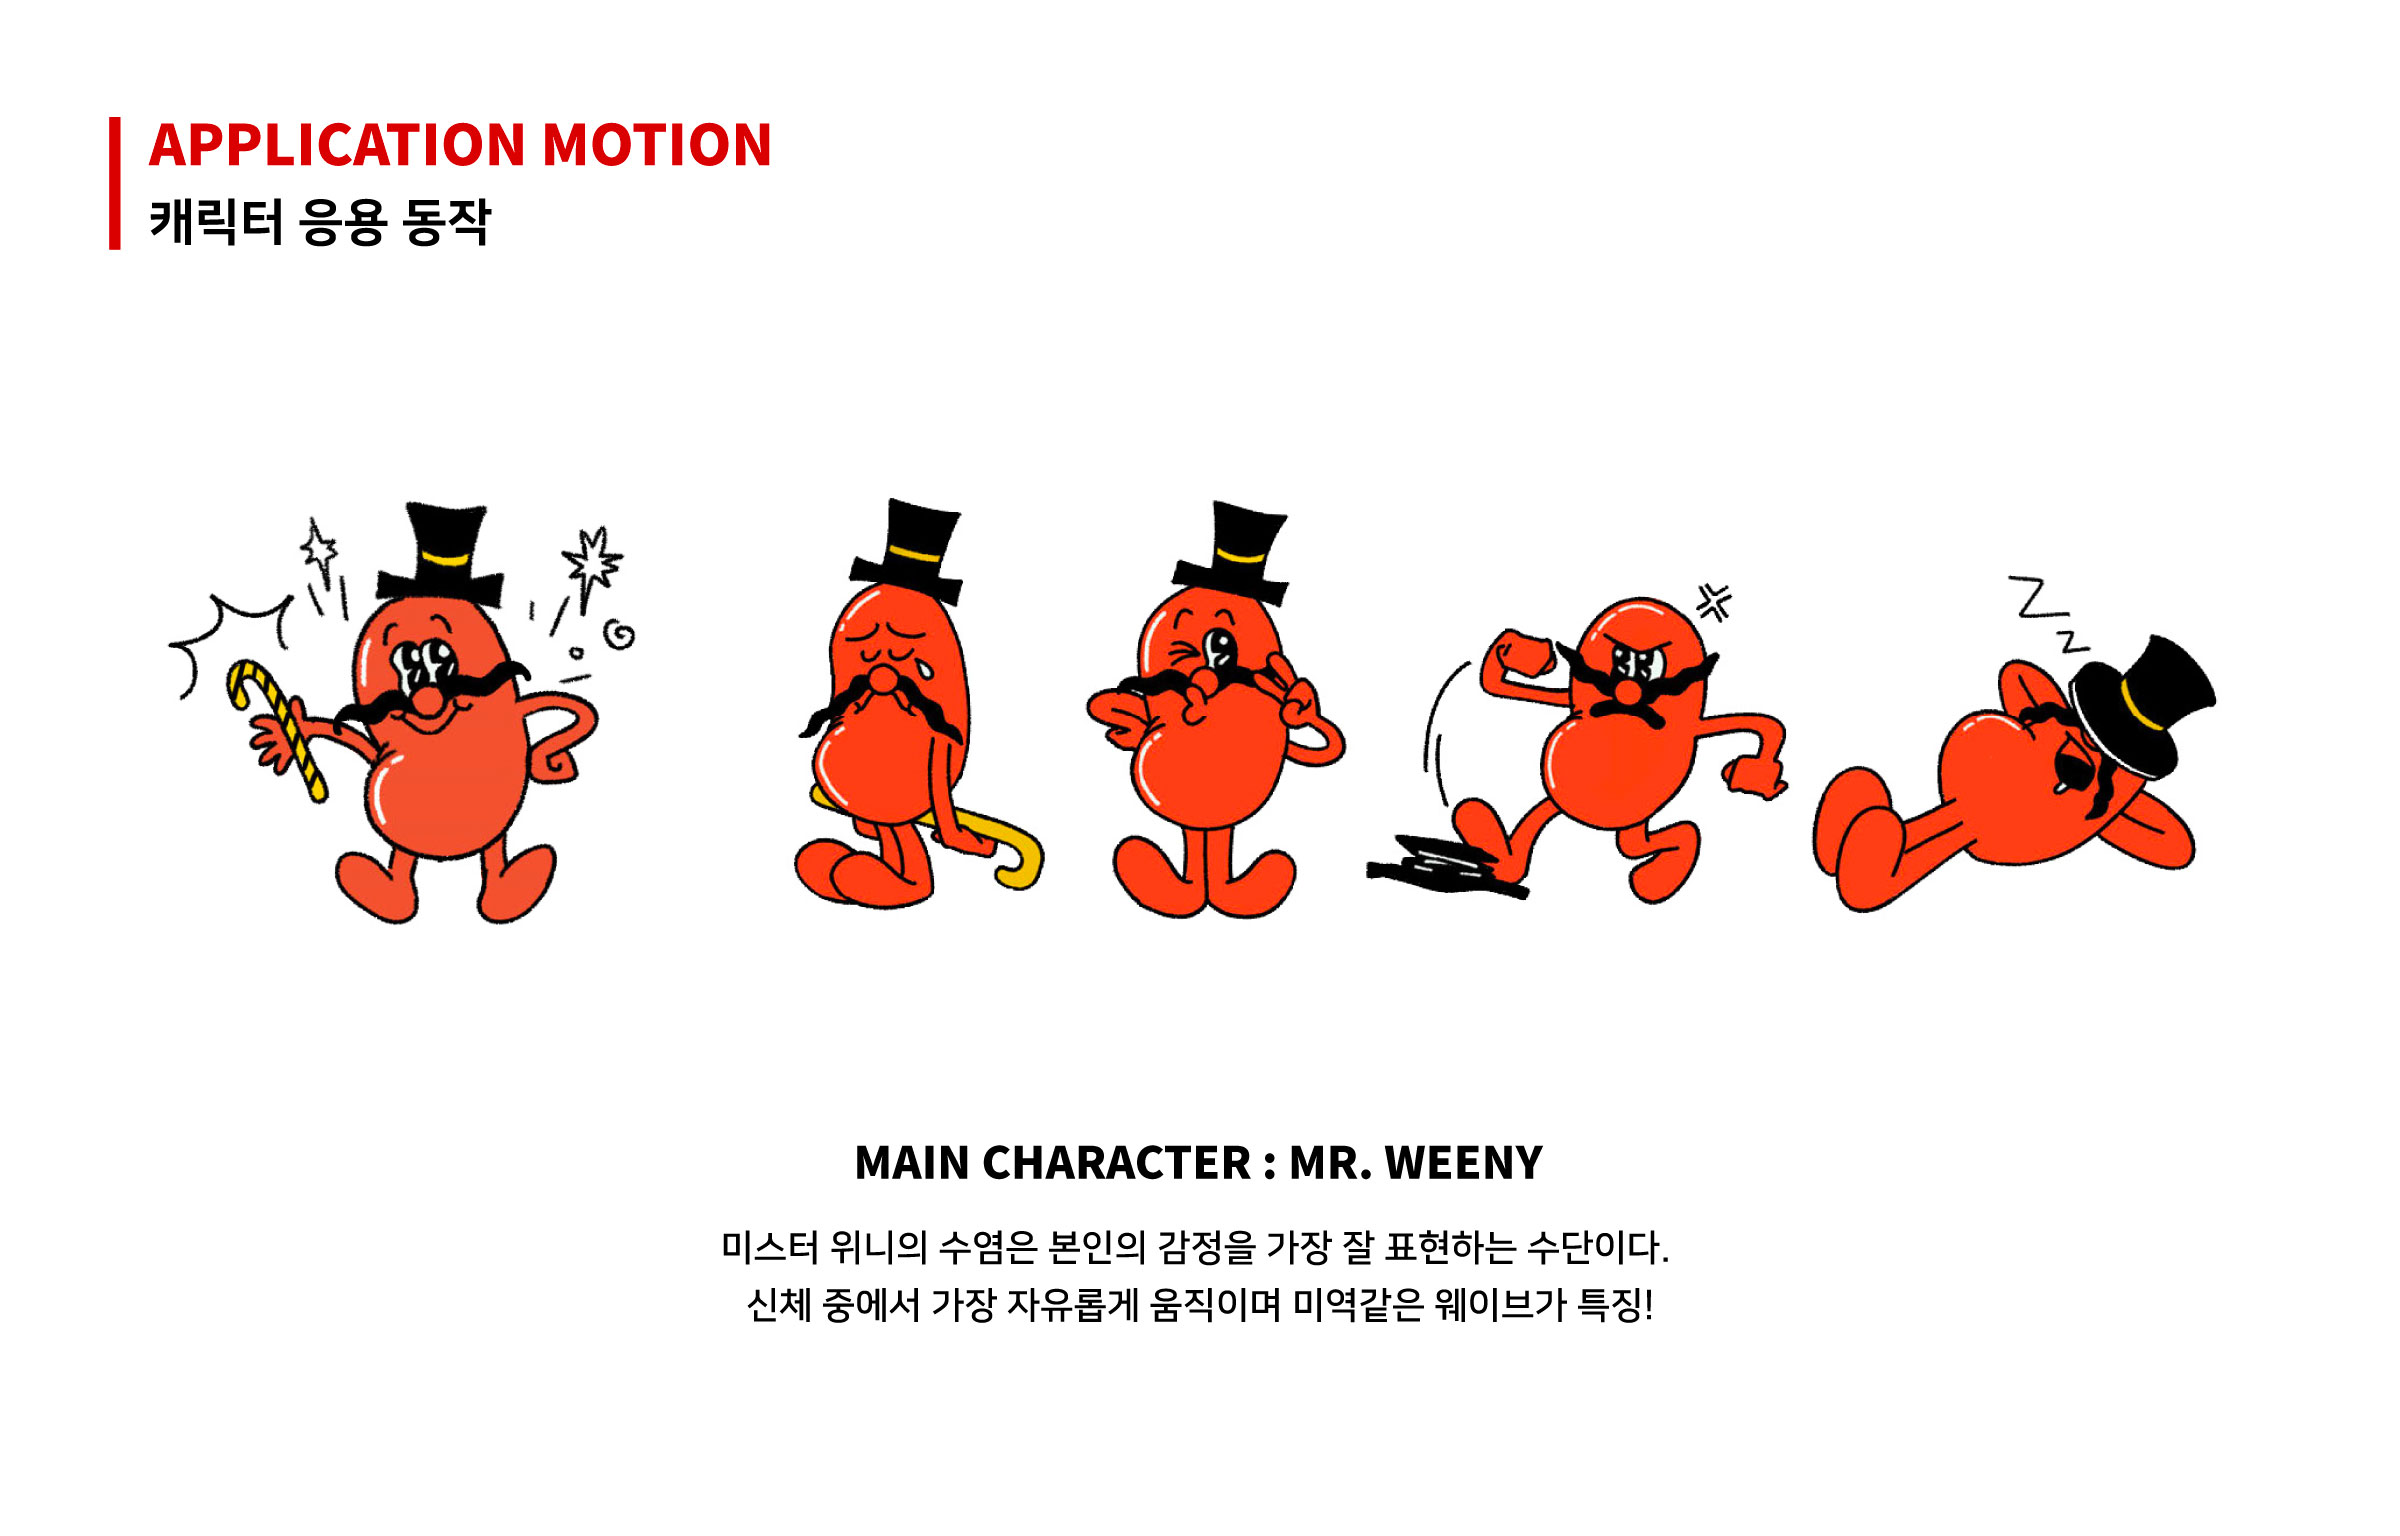 APPLICATION MOTION
캐릭터 응용 동작
Z
z
MAIN CHARACTER : MR. WEENY
미스터 위니의 수염은 본인의 감정을 가장 잘 표현하는 수단이다.
신체 중에서 가장 자유롭게 움직이며 미역같은 웨이브가 특징!